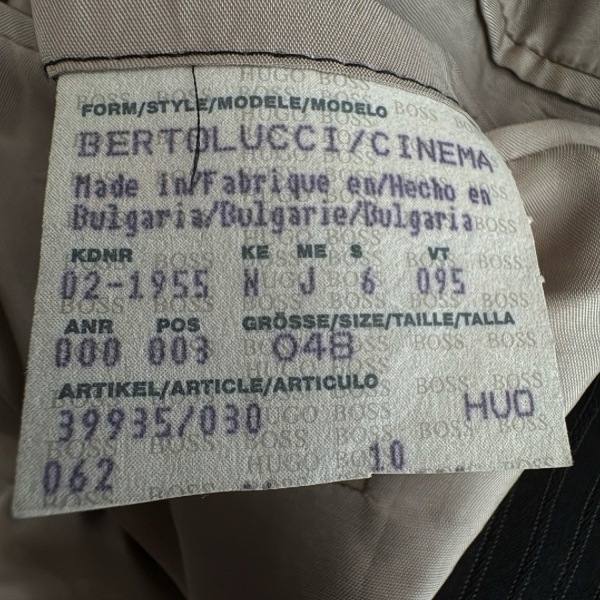 FORM/STYLE/MODELE/MODELO
BERTOLUCCI/CINEMA
Made in/Fabrique en/Hecho en
Bulgaria/Bulgarie/Bulgaria
KDNR KE ME S VT
02-1955 N J 6 095
ANR POS GRÖSSE/SIZE/TAILLE/TALLA
000 003 048
ARTIKEL/ARTICLE/ARTICULO
39935/030 HUO
062 10